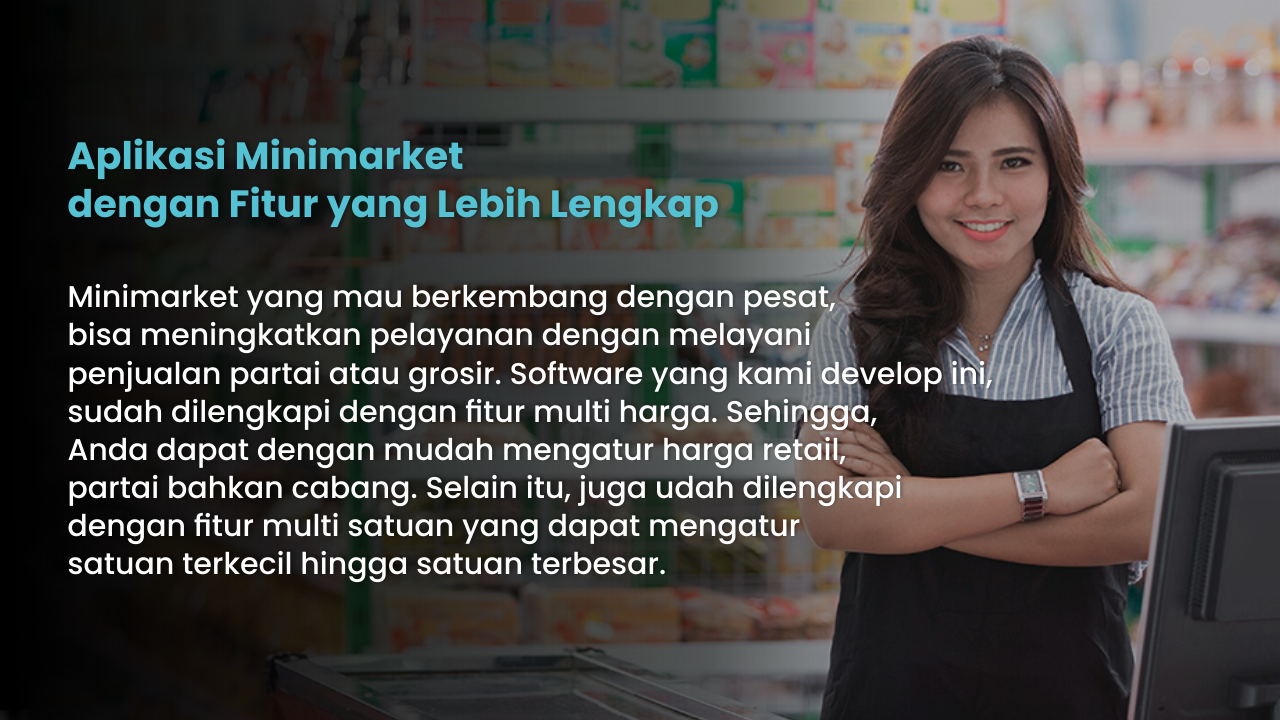 Aplikasi Minimarket
dengan Fitur yang Lebih Lengkap
Minimarket yang mau berkembang dengan pesat,
bisa meningkatkan pelayanan dengan melayani
penjualan partai atau grosir. Software yang kami develop ini,
sudah dilengkapi dengan fitur multi harga. Sehingga,
Anda dapat dengan mudah mengatur harga retail,
partai bahkan cabang. Selain itu, juga udah dilengkapi
dengan fitur multi satuan yang dapat mengatur
satuan terkecil hingga satuan terbesar.